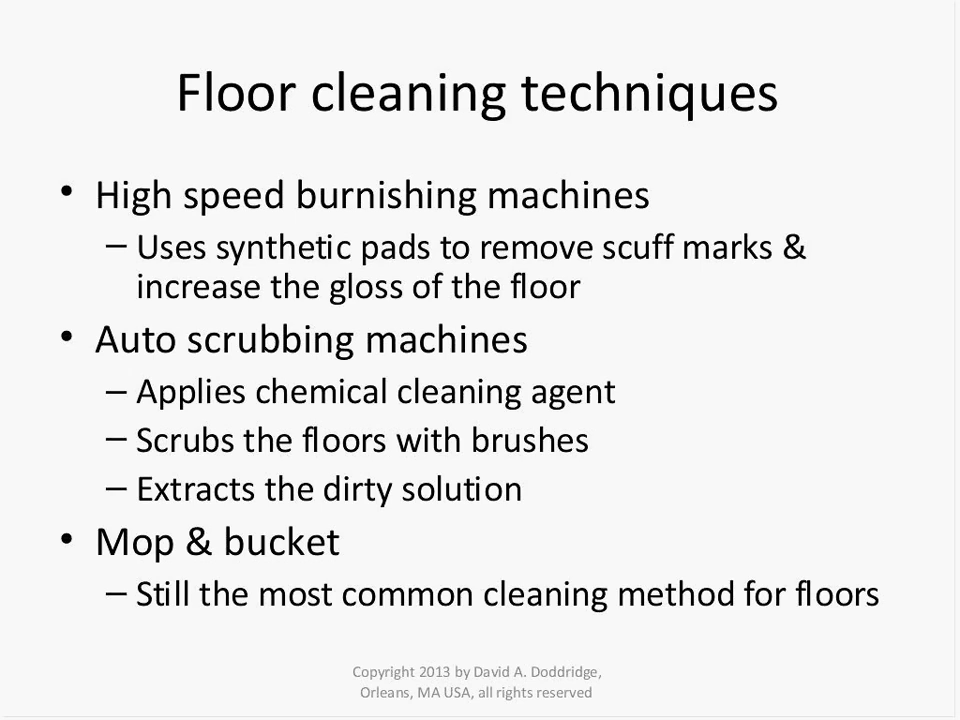 Floor cleaning techniques
• High speed burnishing machines
– Uses synthetic pads to remove scuff marks &
increase the gloss of the floor
• Auto scrubbing machines
– Applies chemical cleaning agent
– Scrubs the floors with brushes
– Extracts the dirty solution
• Mop & bucket
– Still the most common cleaning method for floors
Copyright 2013 by David A. Doddridge,
Orleans, MA USA, all rights reserved